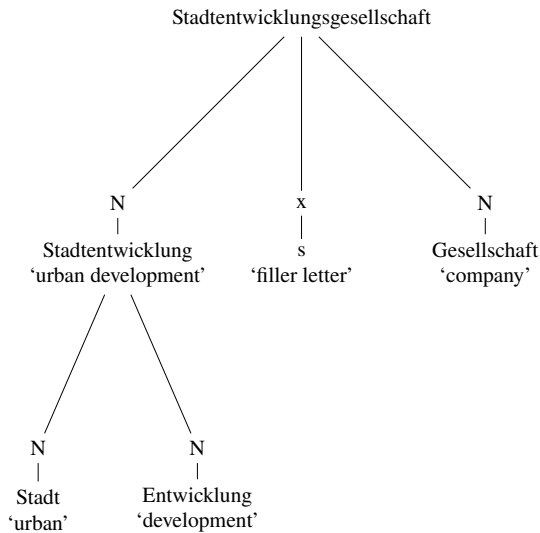 Stadtentwicklungsgesellschaft
N x N
Stadtentwicklung s Gesellschaft
‘urban development’ ‘filler letter’ ‘company’
N N
Stadt Entwicklung
‘urban’ ‘development’